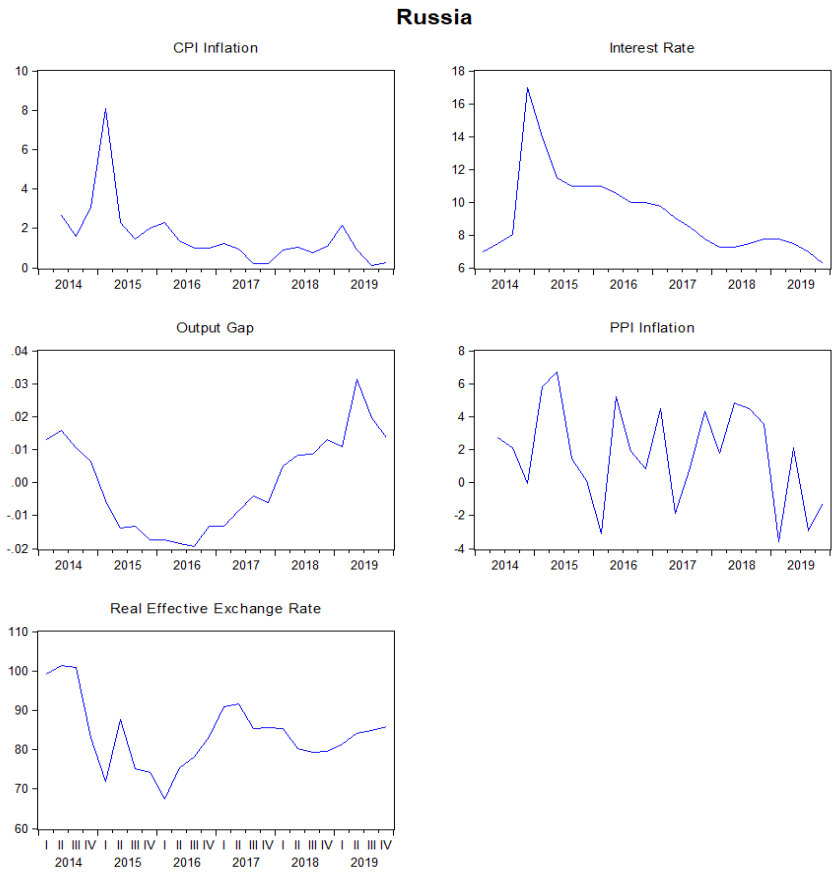 Russia
CPI Inflation
10
8
6
4
2
0
2014 2015 2016 2017 2018 2019
Interest Rate
18
16
14
12
10
8
6
2014 2015 2016 2017 2018 2019
Output Gap
.04
.03
.02
.01
.00
-.01
-.02
2014 2015 2016 2017 2018 2019
PPI Inflation
8
6
4
2
0
-2
-4
2014 2015 2016 2017 2018 2019
Real Effective Exchange Rate
110
100
90
80
70
60
I II III IV I II III IV I II III IV I II III IV I II III IV I II III IV
2014 2015 2016 2017 2018 2019